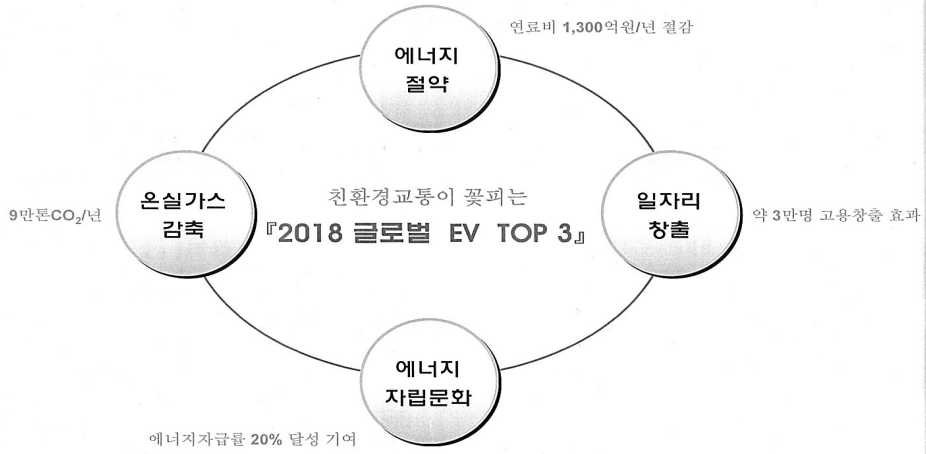 연료비 1,300억원/년 절감
에너지
절약
온실가스
감축
9만톤CO₂/년
친환경교통이 꽃피는
『2018 글로벌 EV TOP 3』
일자리
창출
약 3만명 고용창출 효과
에너지
자립문화
에너지자급률 20% 달성 기여